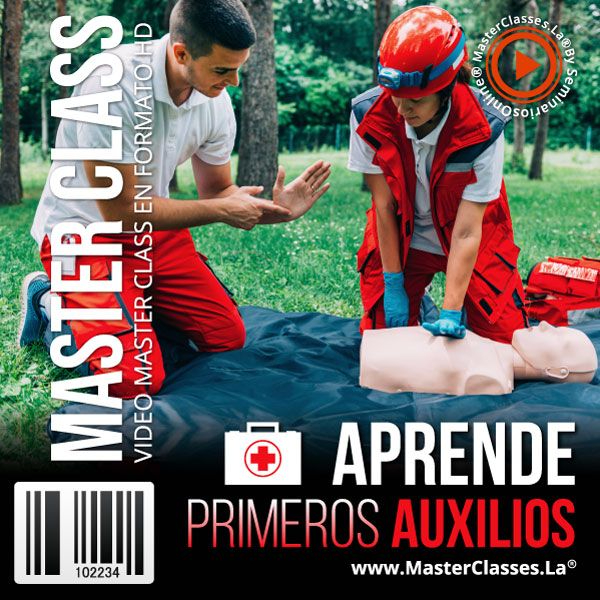 MASTER CLASS
VIDEO MASTER CLASS EN FORMATO HD
MasterClasses.La® By SeminariosOnline®
APRENDE
PRIMEROS AUXILIOS
www.MasterClasses.La®
102234